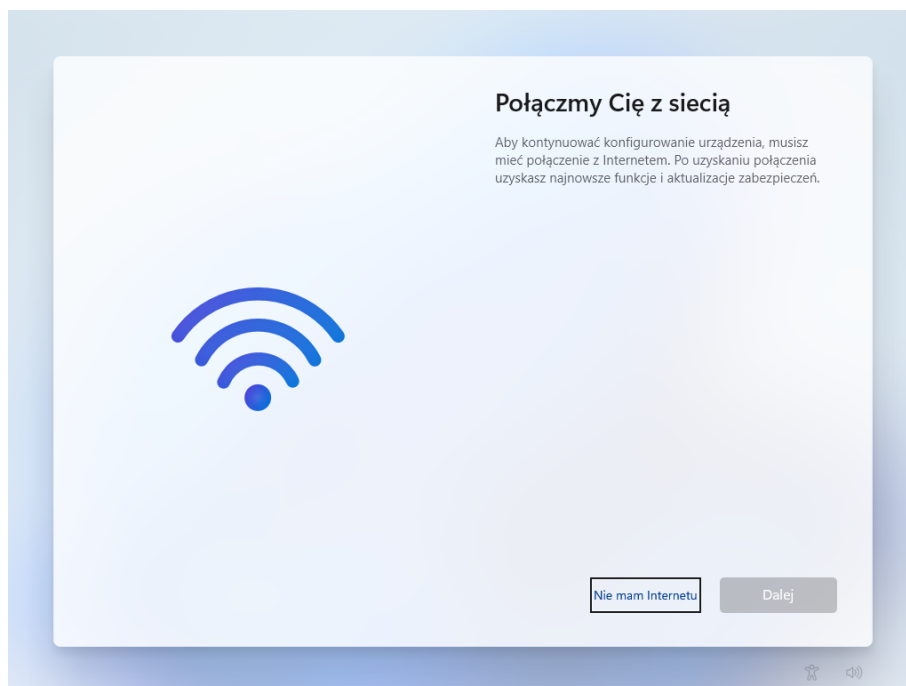 Połączmy Cię z siecią
Aby kontynuować konfigurowanie urządzenia, musisz
mieć połączenie z Internetem. Po uzyskaniu połączenia
uzyskasz najnowsze funkcje i aktualizacje zabezpieczeń.
Nie mam Internetu
Dalej